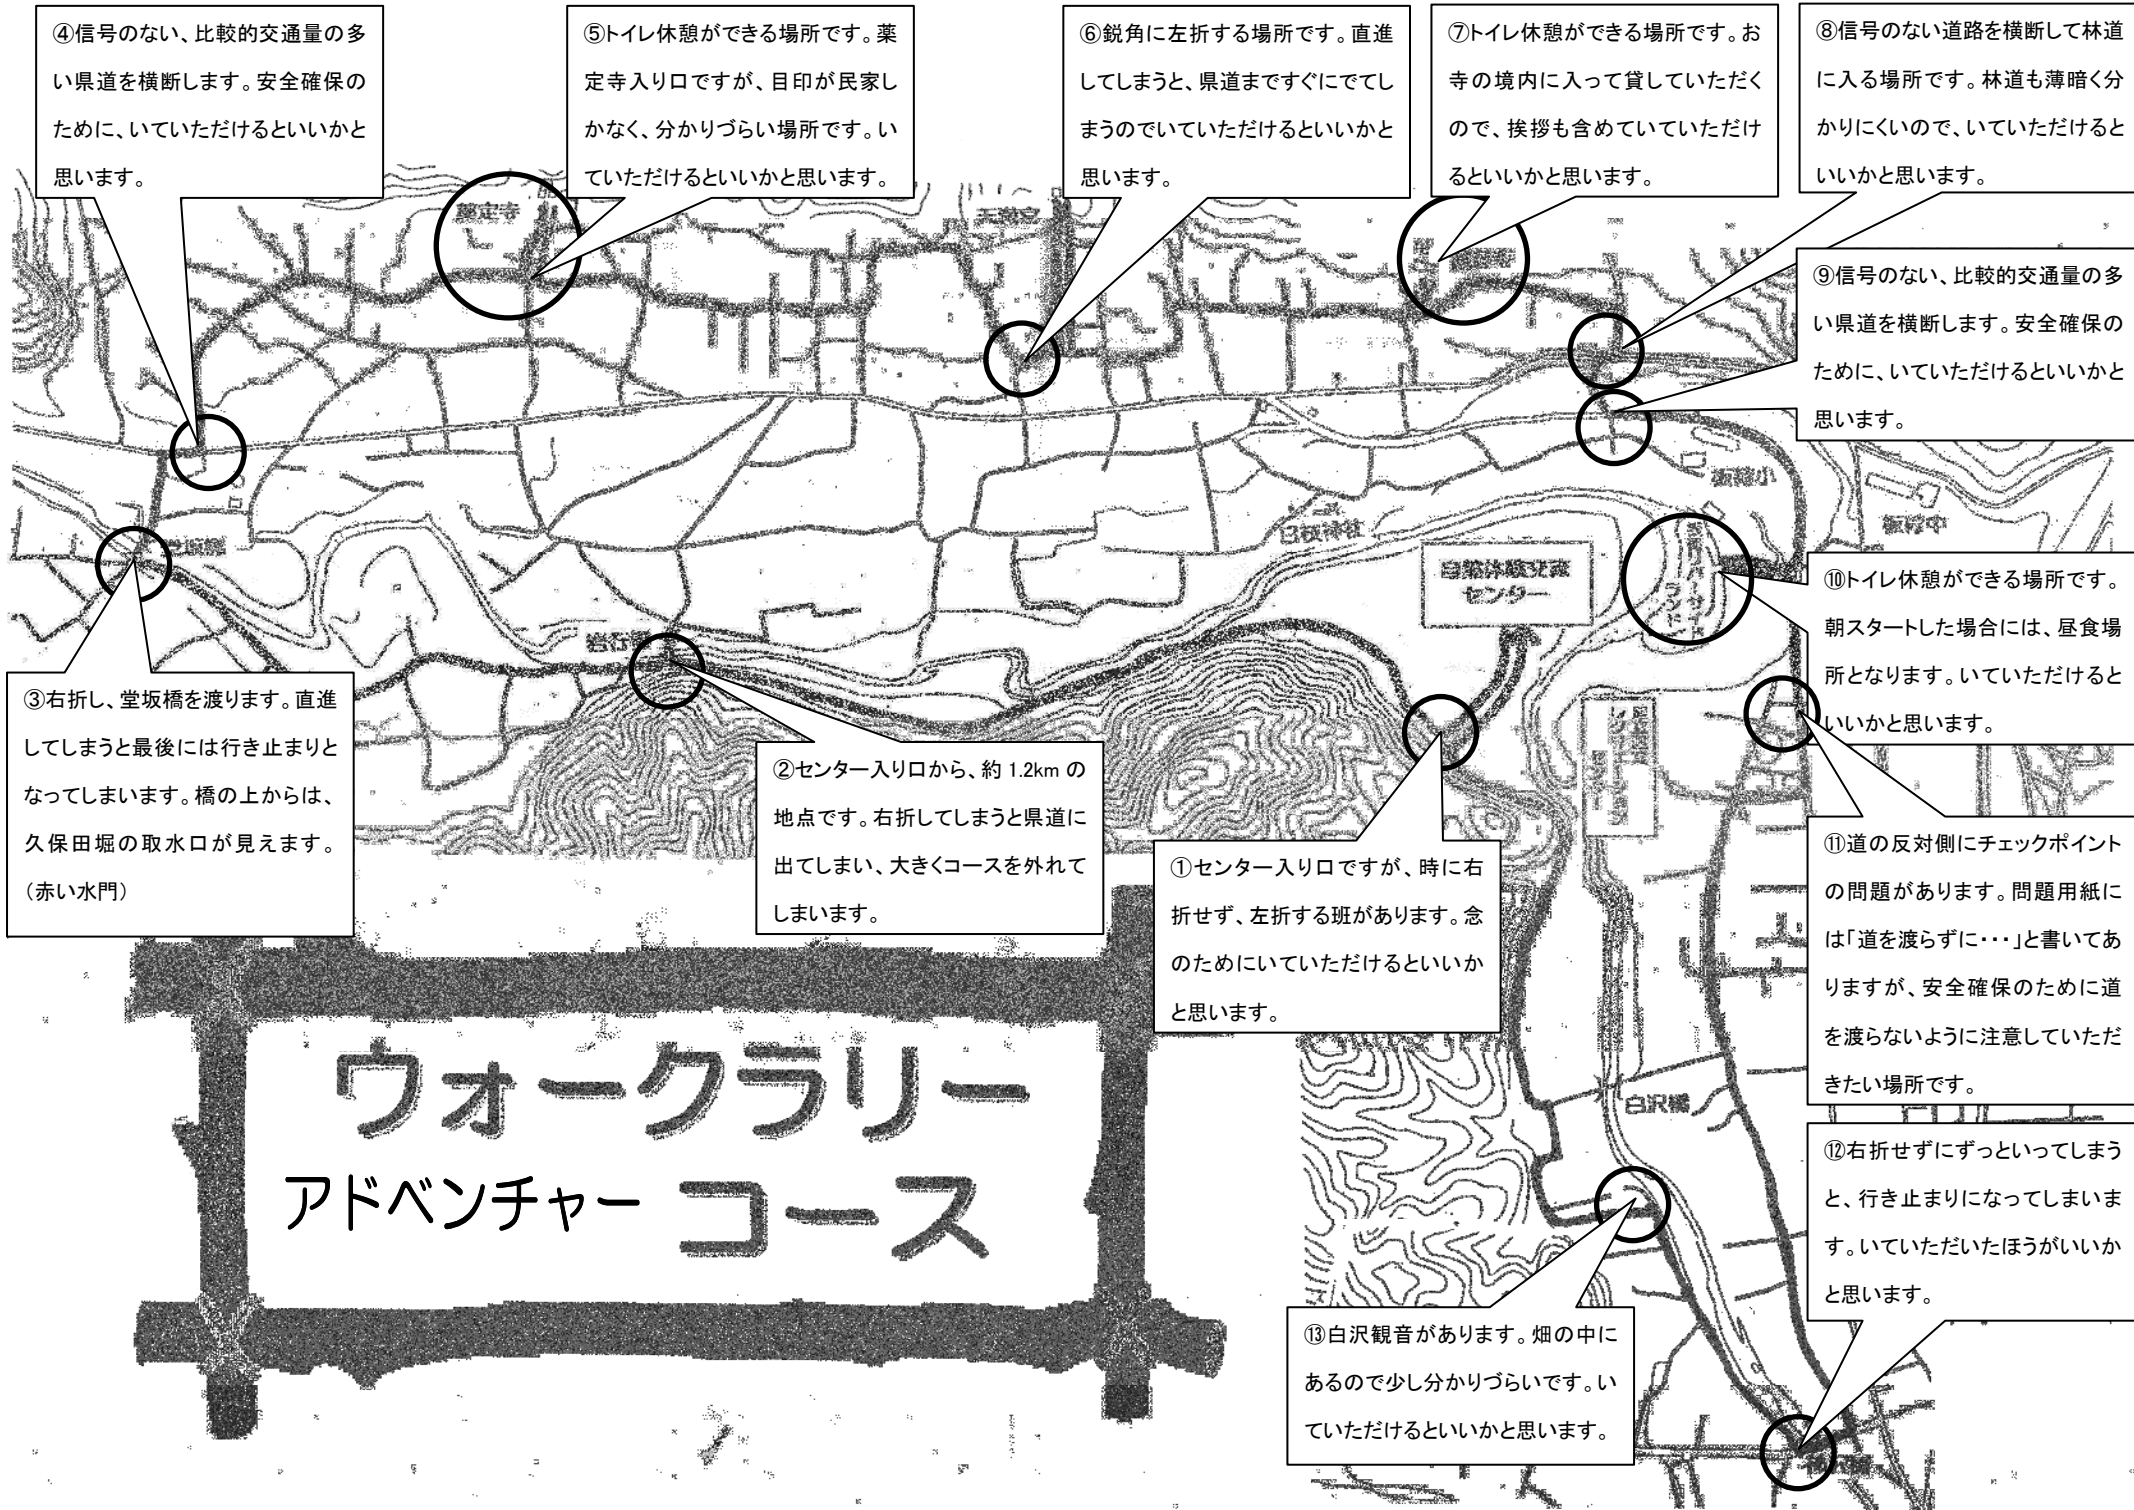 ④信号のない、比較的交通量の多
い県道を横断します。安全確保の
ために、いていただけるといいかと
思います。
⑤トイレ休憩ができる場所です。薬
定寺入り口ですが、目印が民家し
かなく、分かりづらい場所です。い
ていただけるといいかと思います。
⑥鋭角に左折する場所です。直進
してしまうと、県道まですぐにでてし
まうのでいていただけるといいかと
思います。
⑦トイレ休憩ができる場所です。お
寺の境内に入って貸していただく
ので、挨拶も含めていていただけ
るといいかと思います。
⑧信号のない道路を横断して林道
に入る場所です。林道も薄暗く分
かりにくいので、いていただけると
いいかと思います。
⑨信号のない、比較的交通量の多
い県道を横断します。安全確保の
ために、いていただけるといいかと
思います。
日枝神社
自然体験交流
センター
岩石橋
堂坂橋
⑩トイレ休憩ができる場所です。
朝スタートした場合には、昼食場
所となります。いていただけると
いいかと思います。
③右折し、堂坂橋を渡ります。直進
してしまうと最後には行き止まりと
なってしまいます。橋の上からは、
久保田堀の取水口が見えます。
（赤い水門）
②センター入り口から、約 1.2km の
地点です。右折してしまうと県道に
出てしまい、大きくコースを外れて
しまいます。
①センター入り口ですが、時に右
折せず、左折する班があります。念
のためにいていただけるといいか
と思います。
⑪道の反対側にチェックポイント
の問題があります。問題用紙に
は「道を渡らずに・・・」と書いてあ
りますが、安全確保のために道
を渡らないように注意していただ
きたい場所です。
白沢橋
⑫右折せずにずっといってしまう
と、行き止まりになってしまいま
す。いていただいたほうがいいか
と思います。
⑬白沢観音があります。畑の中に
あるので少し分かりづらいです。い
ていただけるといいかと思います。
ウォークラリー
アドベンチャー コース